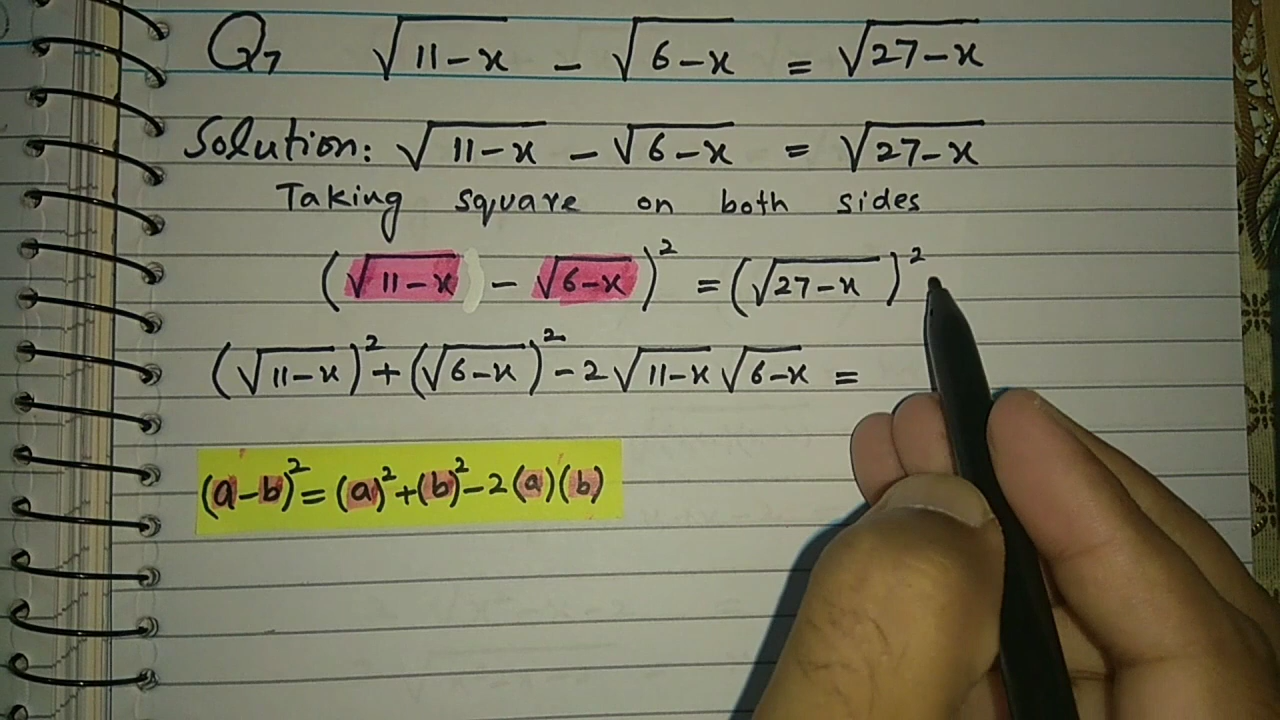 Q7 √11-x - √6-x = √27-x
Solution: √11-x - √6-x = √27-x
Taking square on both sides
(√11-x - √6-x)² = (√27-x)²
(√11-x)² + (√6-x)² - 2√11-x √6-x =
(a-b)² = (a)² + (b)² - 2(a)(b)